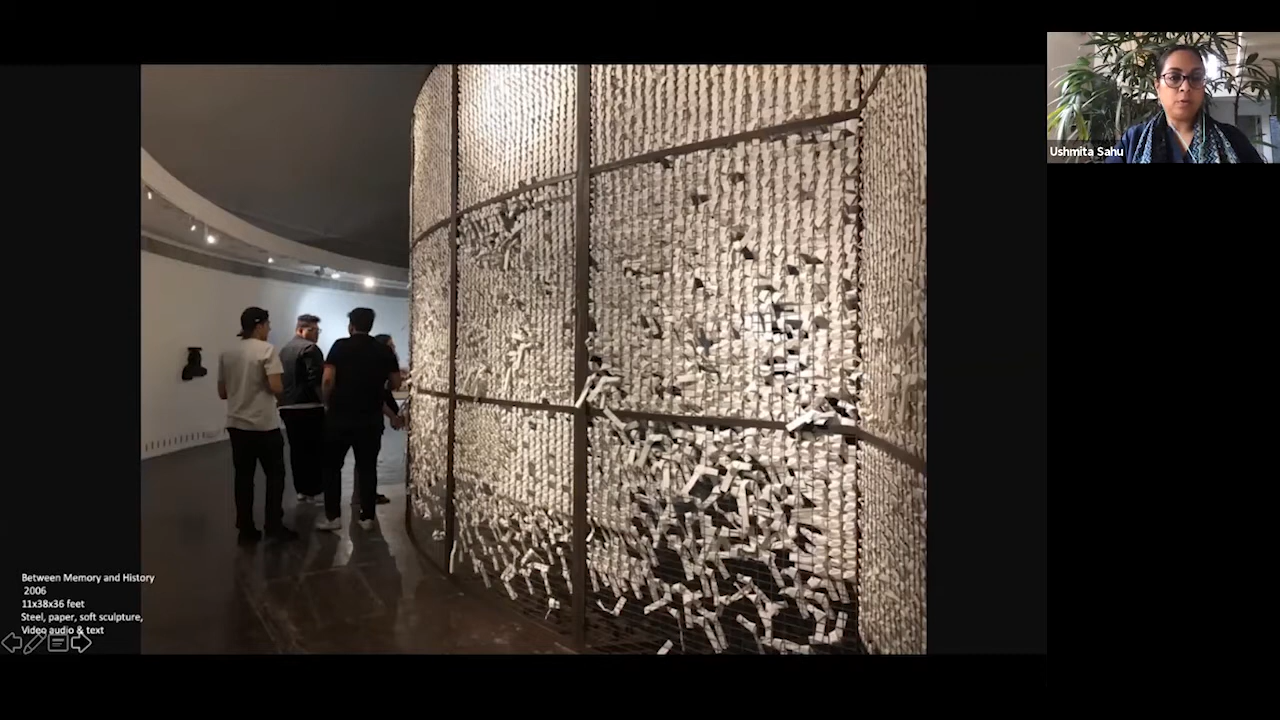 Ushmita Sahu
Between Memory and History
2006
11x38x36 feet
Steel, paper, soft sculpture,
Video audio & text